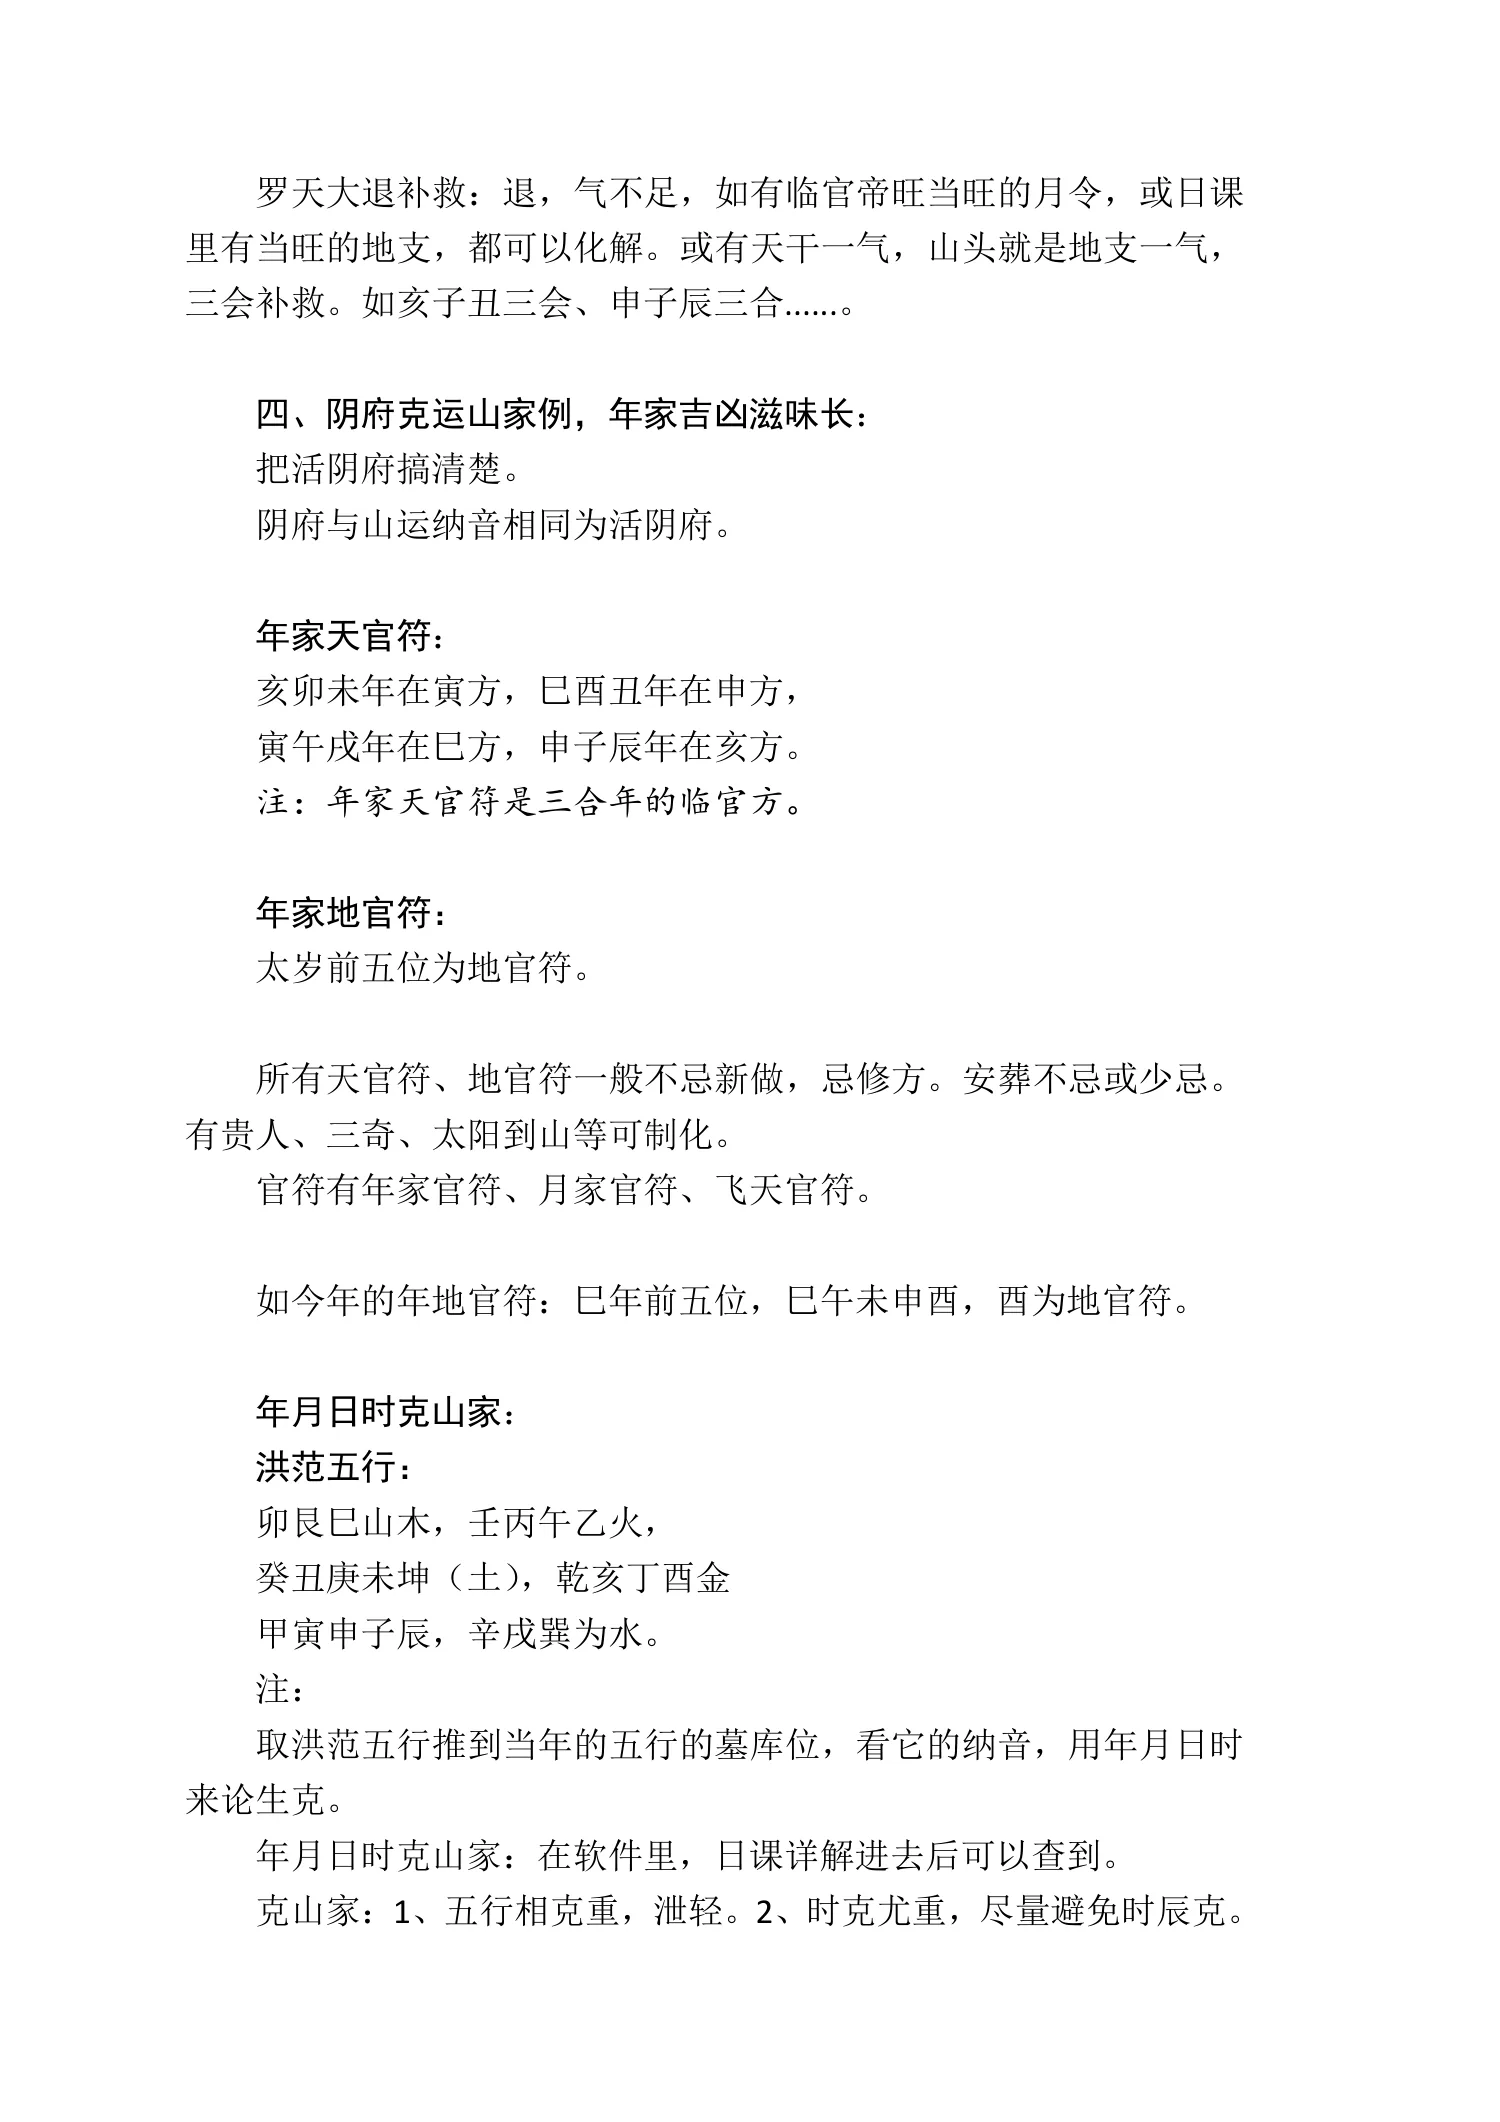 罗天大退补救：退，气不足，如有临官帝旺当旺的月令，或日课
里有当旺的地支，都可以化解。或有天干一气，山头就是地支一气，
三会补救。如亥子丑三会、申子辰三合......。
四、阴府克运山家例，年家吉凶滋味长：
把活阴府搞清楚。
阴府与山运纳音相同为活阴府。
年家天官符：
亥卯未年在寅方，巳酉丑年在申方，
寅午戌年在巳方，申子辰年在亥方。
注：年家天官符是三合年的临官方。
年家地官符：
太岁前五位为地官符。
所有天官符、地官符一般不忌新做，忌修方。安葬不忌或少忌。
有贵人、三奇、太阳到山等可制化。
官符有年家官符、月家官符、飞天官符。
如今年的年地官符：巳年前五位，巳午未申酉，酉为地官符。
年月日时克山家：
洪范五行：
卯艮巳山木，壬丙午乙火，
癸丑庚未坤（土），乾亥丁酉金
甲寅申子辰，辛戌巽为水。
注：
取洪范五行推到当年的五行的墓库位，看它的纳音，用年月日时
来论生克。
年月日时克山家：在软件里，日课详解进去后可以查到。
克山家：1、五行相克重，泄轻。2、时克尤重，尽量避免时辰克。